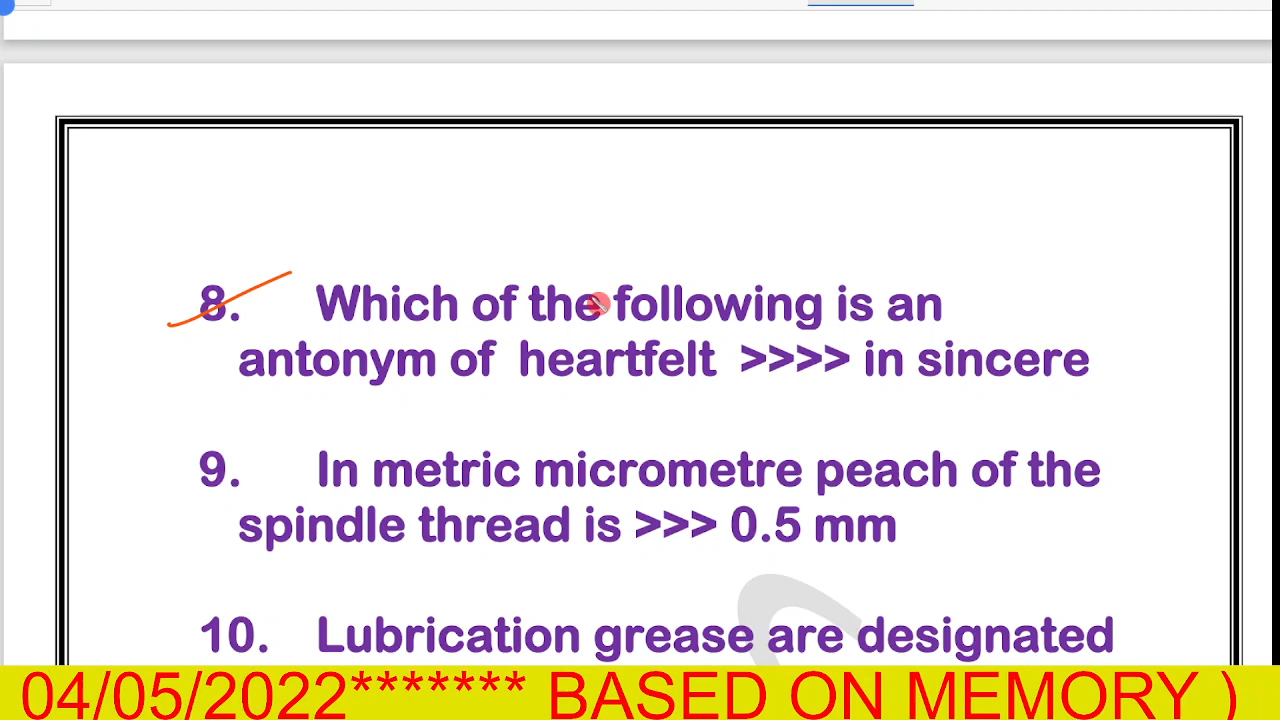 8. Which of the following is an
antonym of heartfelt >>>> in sincere
9. In metric micrometre peach of the
spindle thread is >>> 0.5 mm
10. Lubrication grease are designated
04/05/2022******* BASED ON MEMORY )